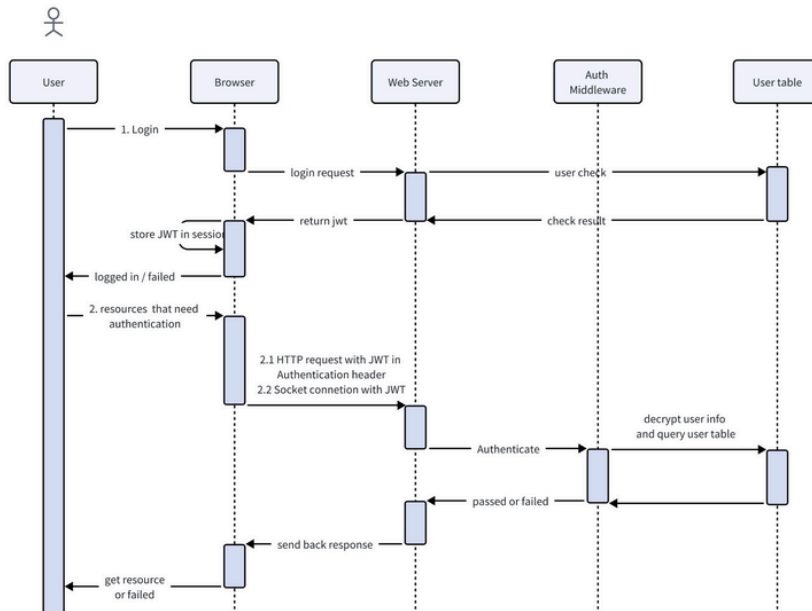 User
Browser
Web Server
Auth
Middleware
User table
1. Login
login request
user check
return jwt
check result
store JWT in session
logged in / failed
2. resources that need
authentication
2.1 HTTP request with JWT in
Authentication header
2.2 Socket connetion with JWT
decrypt user info
and query user table
Authenticate
passed or failed
send back response
get resource
or failed